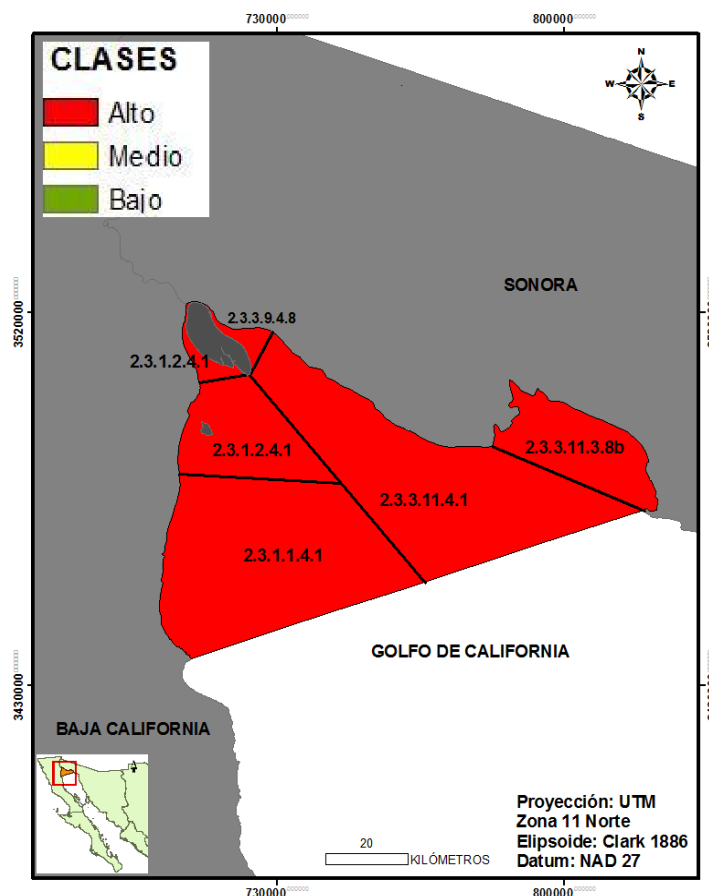 730000
800000
CLASES
Alto
Medio
Bajo
N
W E
S
SONORA
3520000
2.3.3.9.4.8
2.3.1.2.4.1
2.3.1.2.4.1
2.3.3.11.3.8b
2.3.3.11.4.1
2.3.1.1.4.1
GOLFO DE CALIFORNIA
3430000
BAJA CALIFORNIA
20
KILÓMETROS
Proyección: UTM
Zona 11 Norte
Elipsoide: Clark 1886
Datum: NAD 27
730000
800000